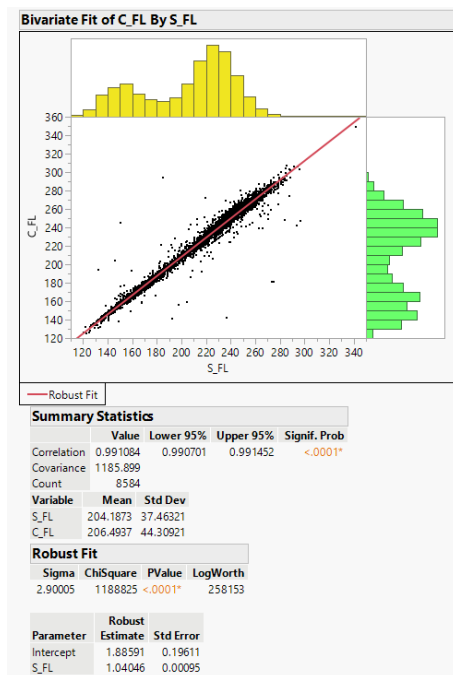 Bivariate Fit of C_FL By S_FL
360
340
320
300
280
260
240
220
200
180
160
140
120
C_FL
120 140 160 180 200 220 240 260 280 300 320 340
S_FL
Robust Fit
Summary Statistics
Value Lower 95% Upper 95% Signif. Prob
Correlation 0.991084 0.990701 0.991452 <.0001*
Covariance 1185.899
Count 8584
Variable Mean Std Dev
S_FL 204.1873 37.46321
C_FL 206.4937 44.30921
Robust Fit
Sigma ChiSquare PValue LogWorth
2.90005 1188825 <.0001* 258153
Robust
Parameter Estimate Std Error
Intercept 1.88591 0.19611
S_FL 1.04046 0.00095